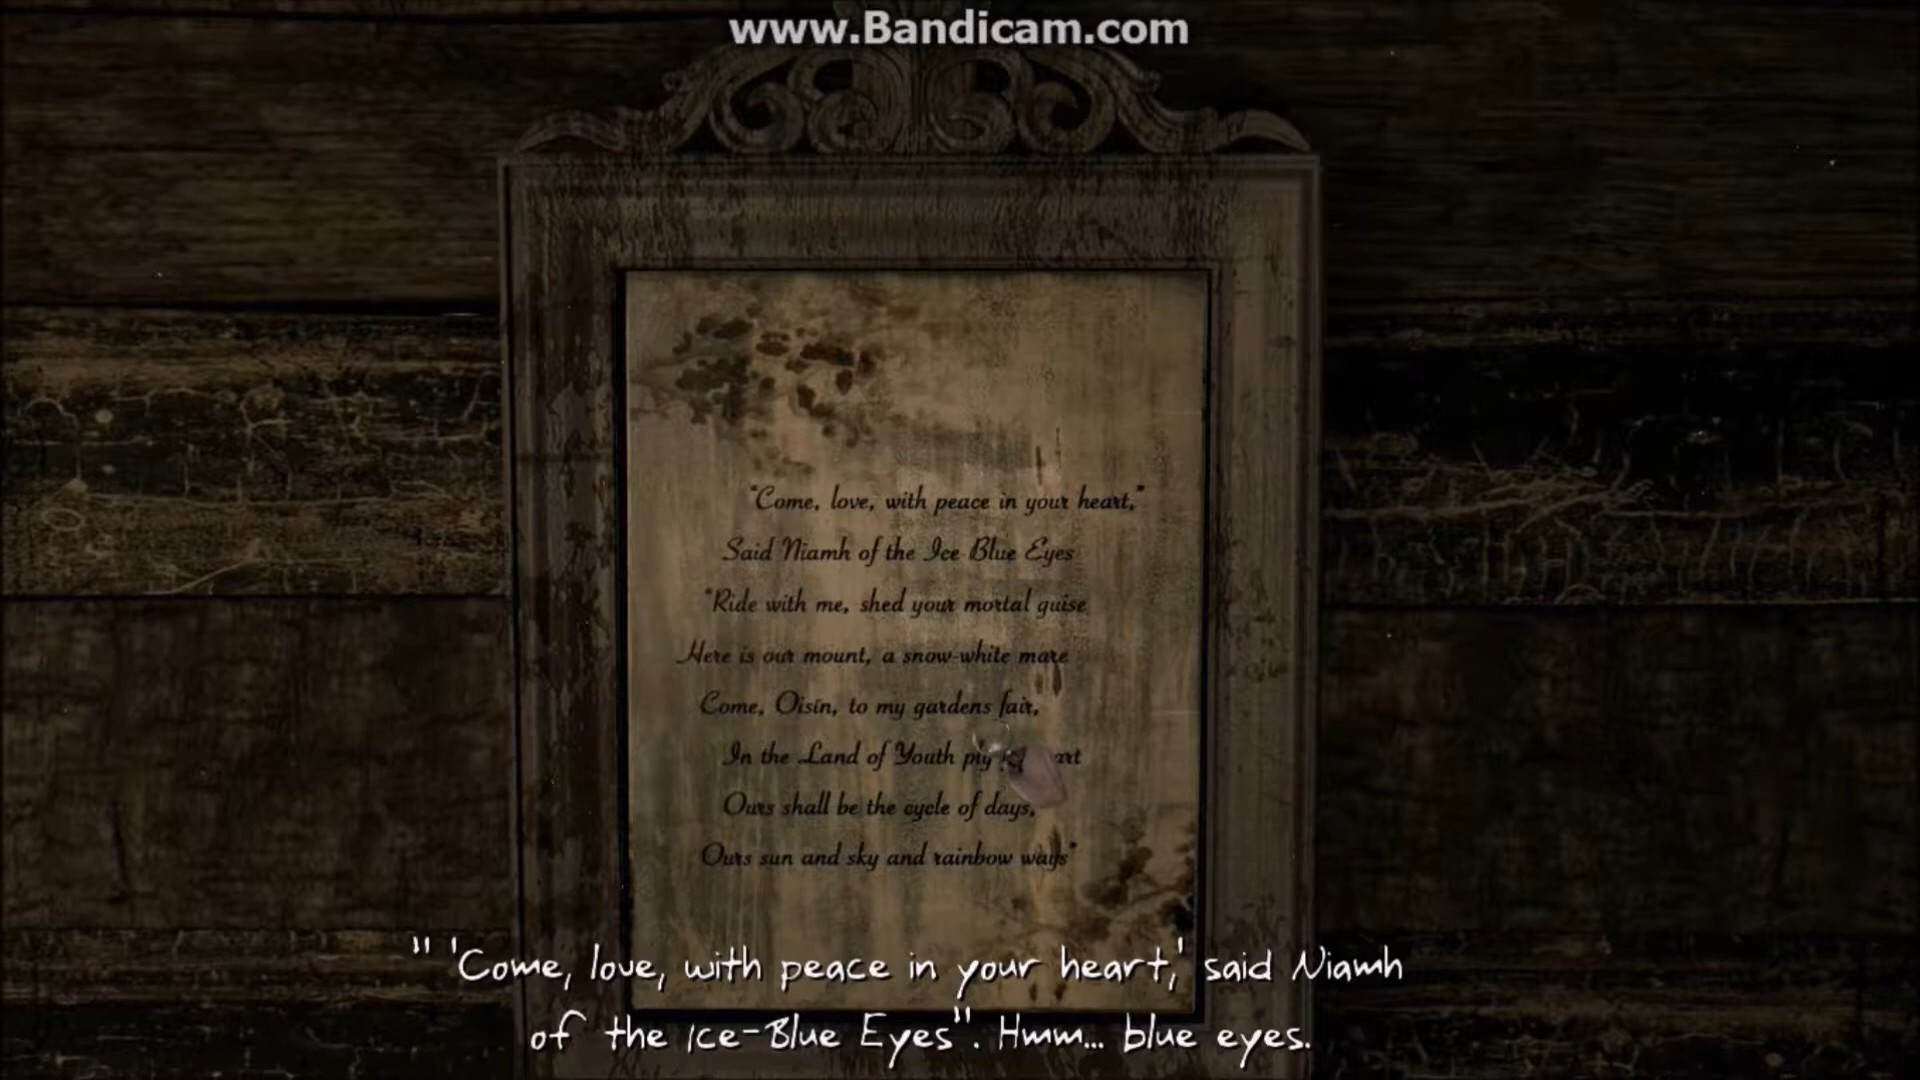 www.Bandicam.com
"Come, love, with peace in your heart,"
Said Niamh of the Ice-Blue Eyes
"Ride with me, shed your mortal guise
Here is our mount, a snow-white mare
Come, Oisín, to my gardens fair,
In the Land of Youth
Ours shall be the cycle of days,
Ours sun and sky and rainbow ways"
" 'Come, love, with peace in your heart,' said Niamh
of the Ice-Blue Eyes". Hmm... blue eyes.